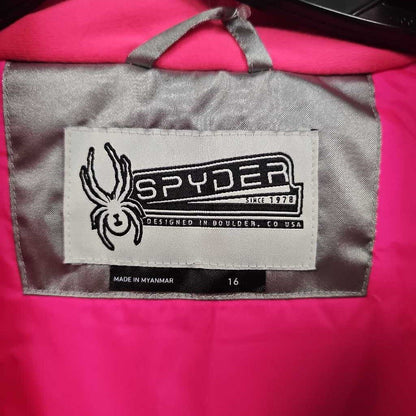 SPYDER
SINCE 1978
DESIGNED IN BOULDER, CO USA
MADE IN MYANMAR 16